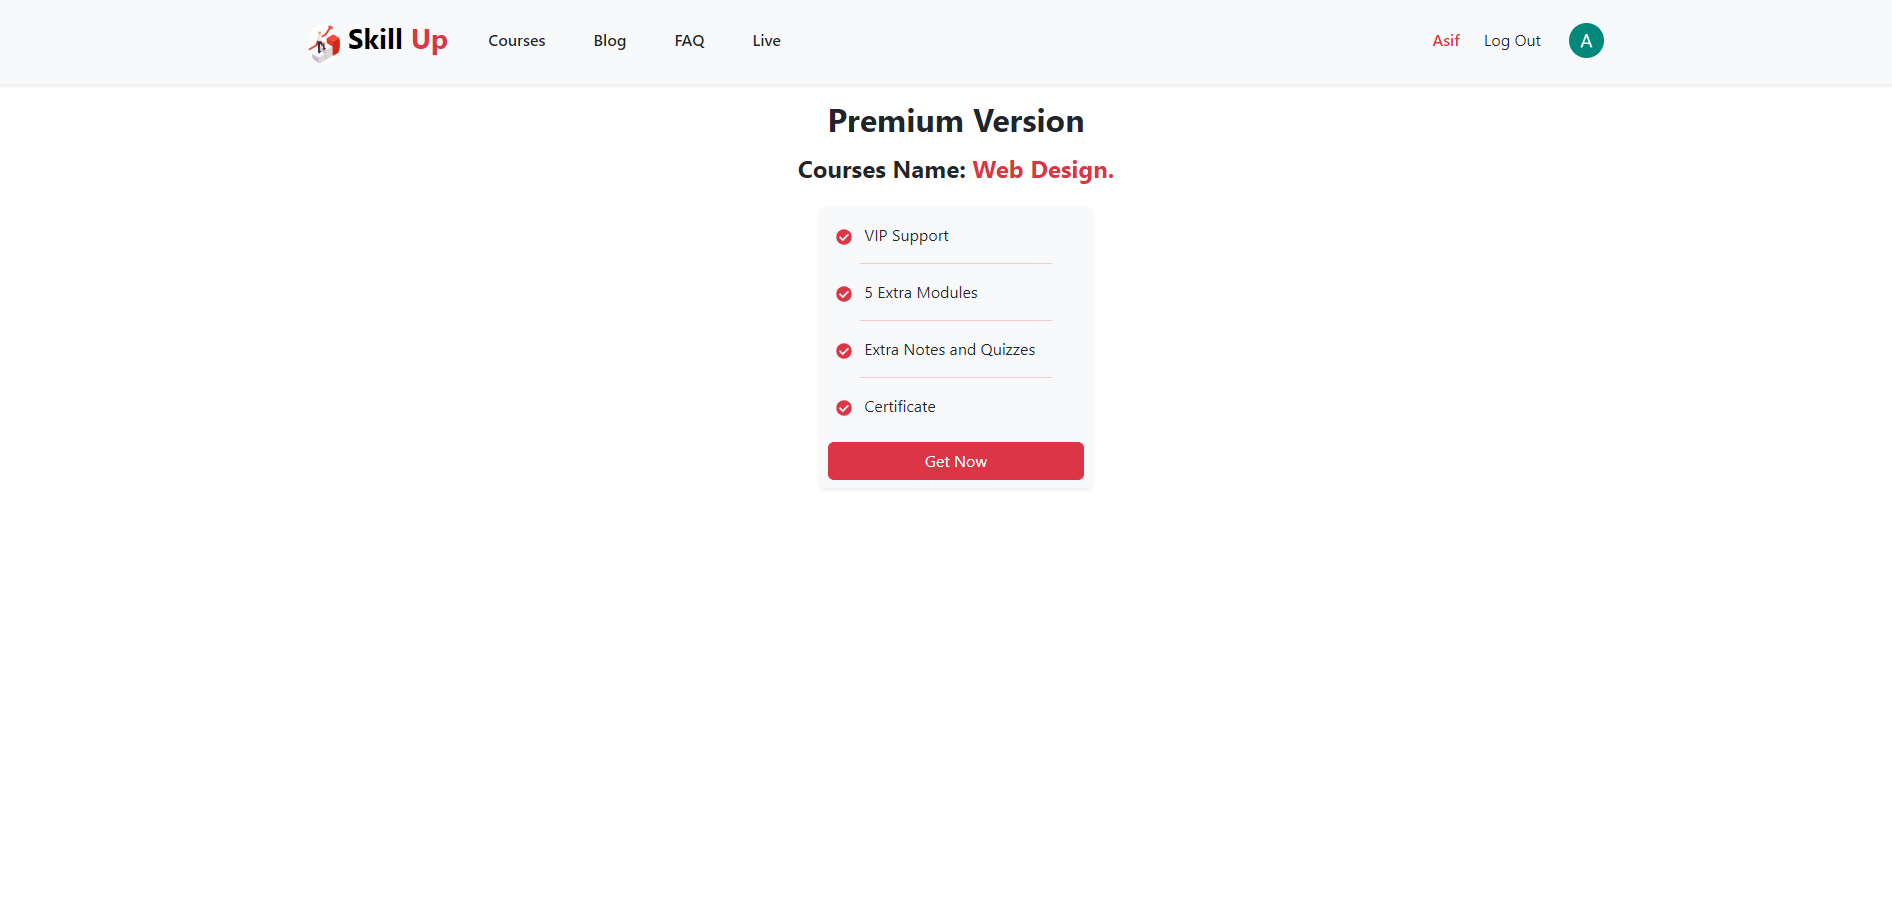 Skill Up Courses Blog FAQ Live Asif Log Out A
Premium Version
Courses Name: Web Design.
VIP Support
5 Extra Modules
Extra Notes and Quizzes
Certificate
Get Now